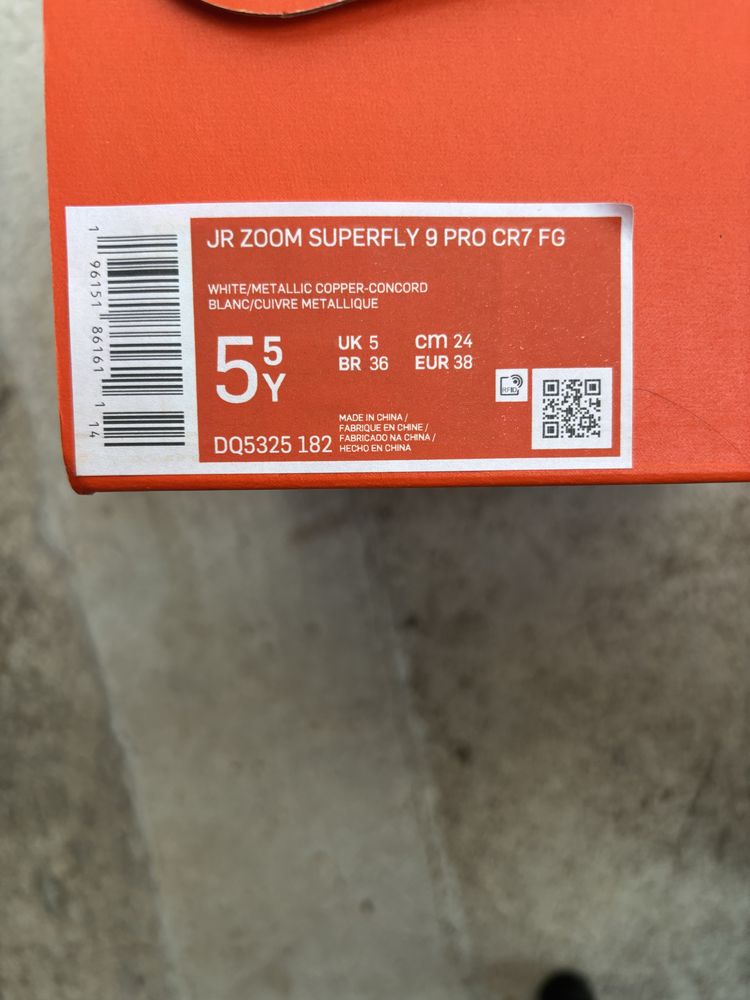 JR ZOOM SUPERFLY 9 PRO CR7 FG
WHITE/METALLIC COPPER-CONCORD
BLANC/CUIVRE METALLIQUE
5 5Y
UK 5 CM 24
BR 36 EUR 38
RFID
MADE IN CHINA /
FABRIQUE EN CHINE /
FABRICADO NA CHINA /
HECHO EN CHINA
DQ5325 182
1 96151 86161 1 14